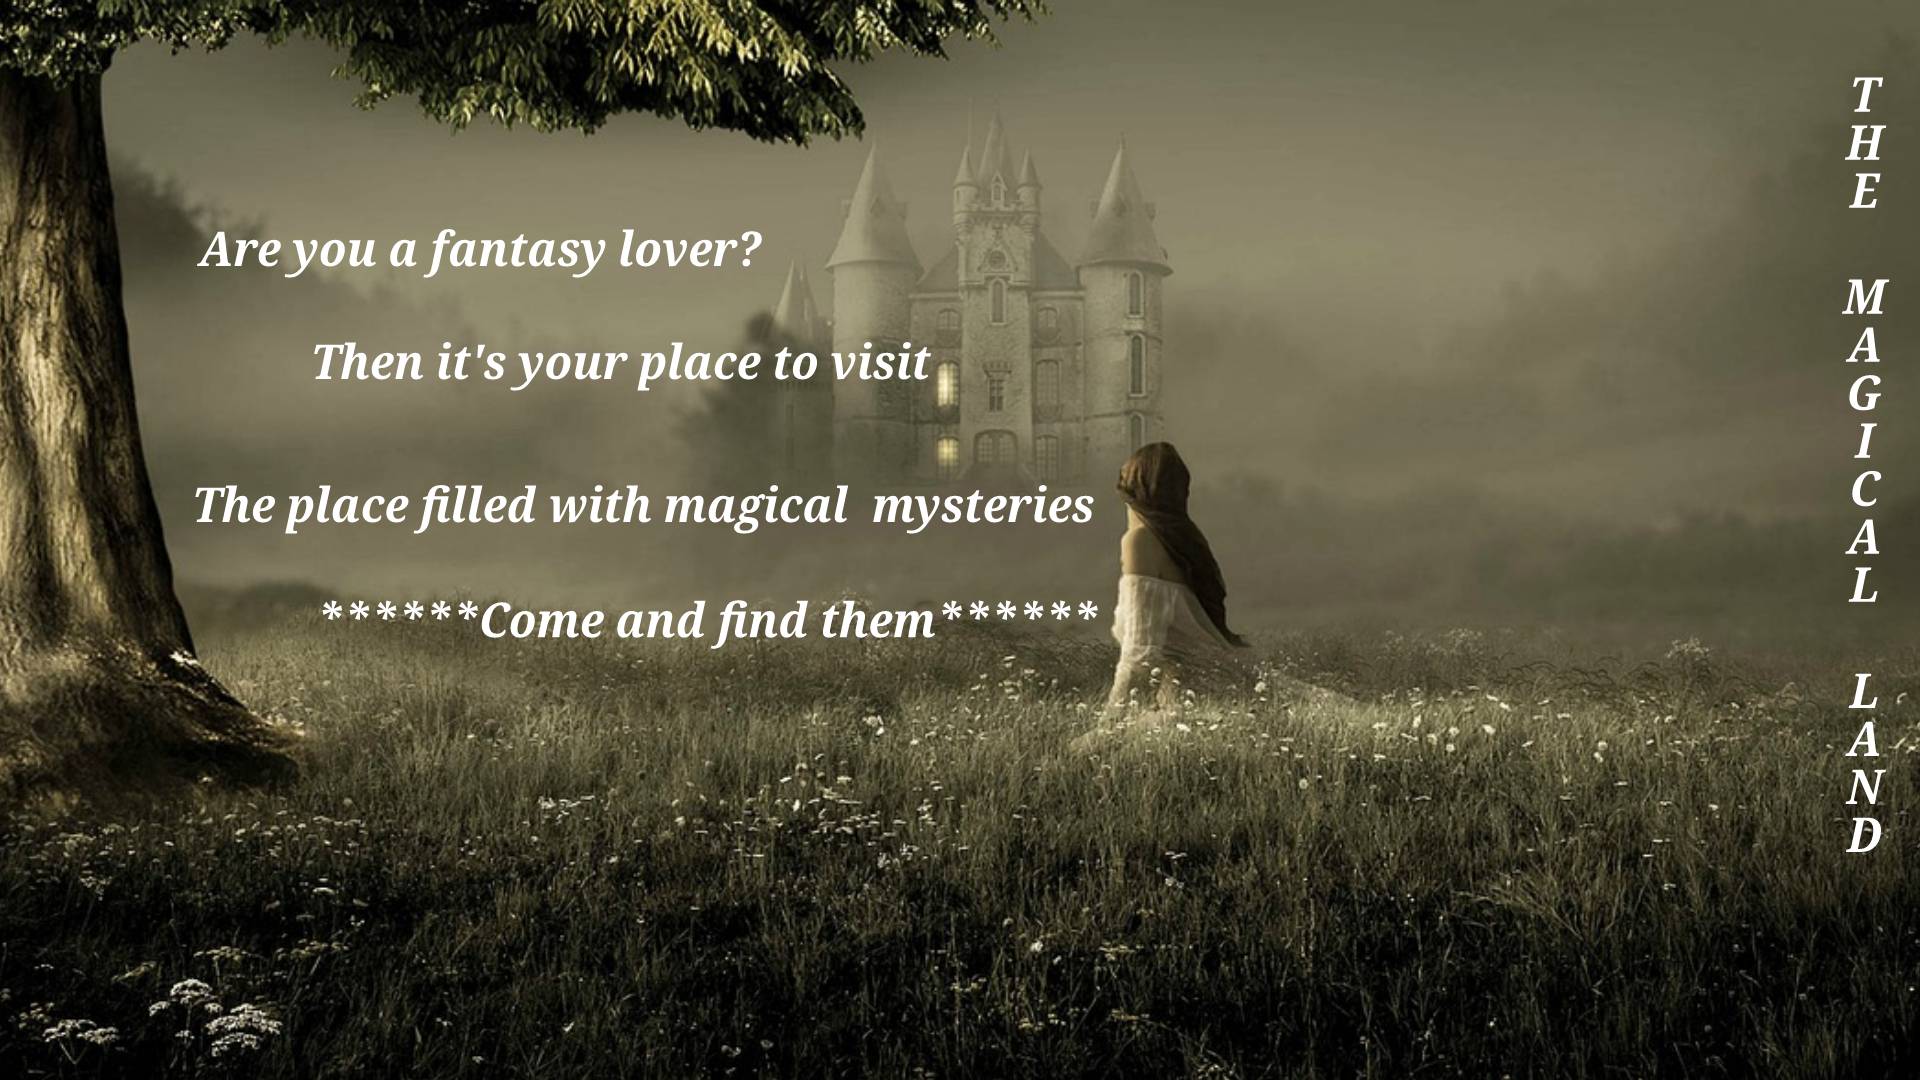 Are you a fantasy lover?
Then it's your place to visit
The place filled with magical  mysteries
******Come and find them******
THE MAGICAL LAND